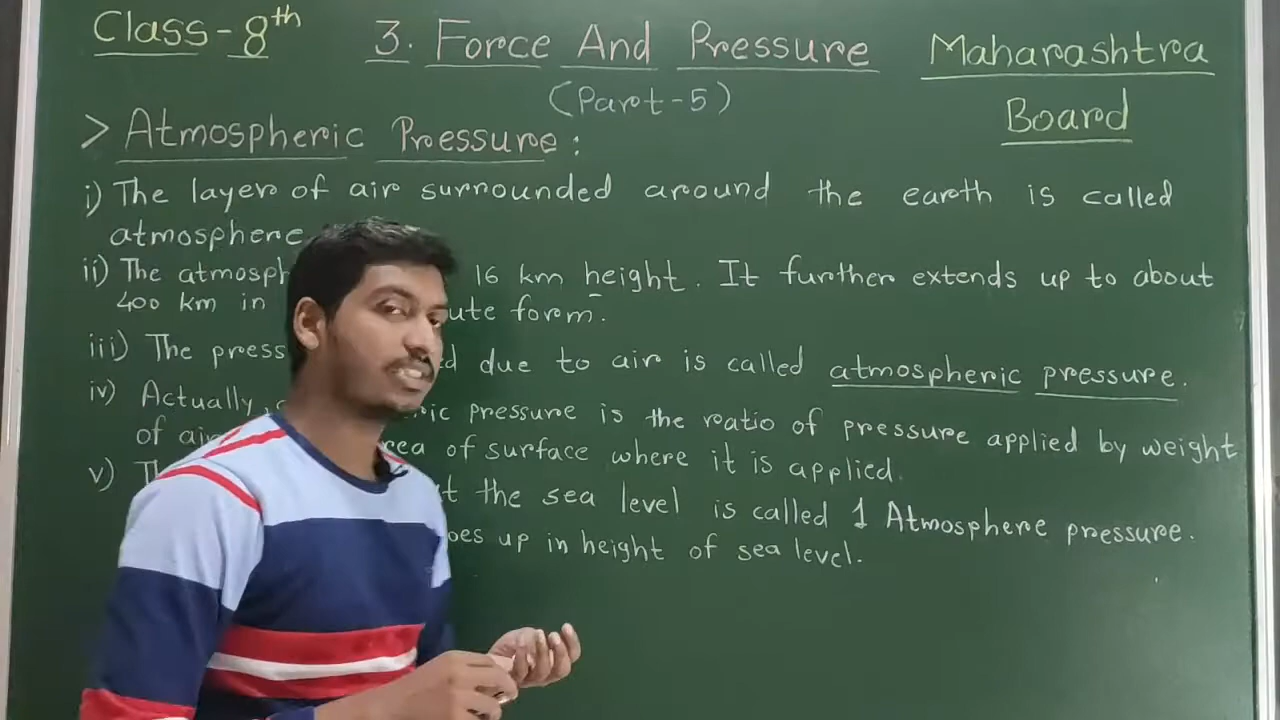 Class-8th
3. Force And Pressure
Maharashtra
Board
(Part-5)
> Atmospheric Pressure:
i) The layer of air surrounded around the earth is called
atmosphere
ii) The atmosph 16 km height. It further extends up to about
400 km in ute form.
iii) The press d due to air is called atmospheric pressure.
iv) Actually, ric pressure is the ratio of pressure applied by weight
of air rea of surface where it is applied.
v) Th t the sea level is called 1 Atmosphere pressure.
oes up in height of sea level.